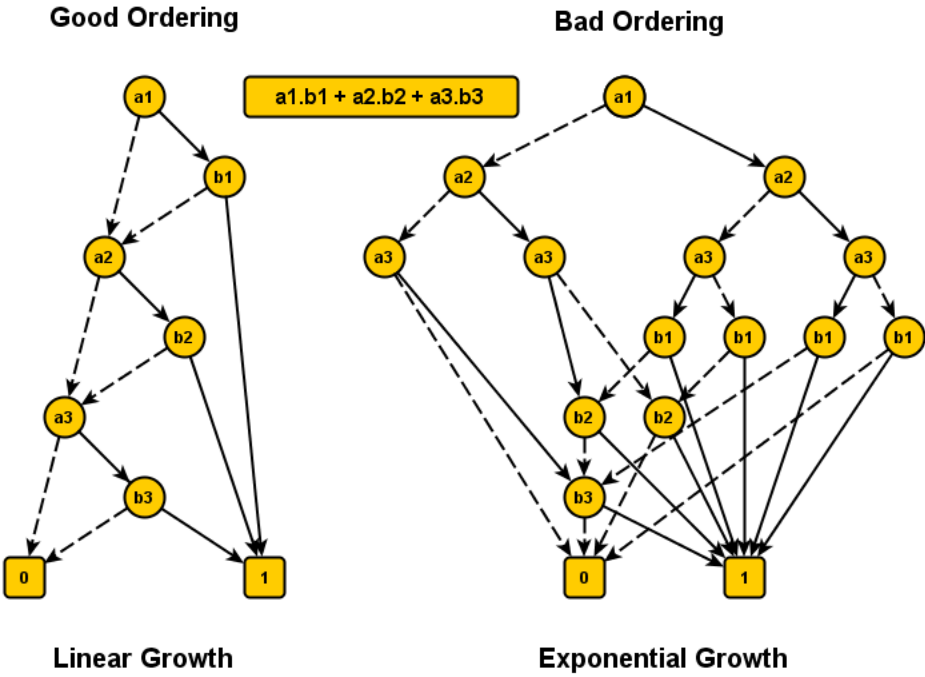 Good Ordering
Bad Ordering
a1.b1 + a2.b2 + a3.b3
a1
b1
a2
b2
a3
b3
0
1
a1
a2
a2
a3
a3
a3
a3
b1
b1
b1
b1
b2
b2
b3
0
1
Linear Growth
Exponential Growth